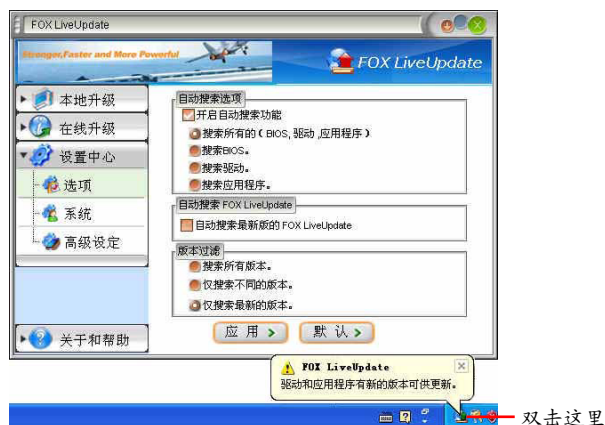 FOX LiveUpdate
Stronger,Faster and More Powerful
FOX LiveUpdate
本地升级
在线升级
设置中心
选项
系统
高级设定
关于和帮助
自动搜索选项
开启自动搜索功能
搜索所有的 ( BIOS, 驱动 ,应用程序 )
搜索BIOS。
搜索驱动。
搜索应用程序。
自动搜索 FOX LiveUpdate
自动搜索最新版的 FOX LiveUpdate
版本过滤
搜索所有版本。
仅搜索不同的版本。
仅搜索最新的版本。
应 用
默 认
FOX LiveUpdate
驱动和应用程序有新的版本可供更新。
双击这里